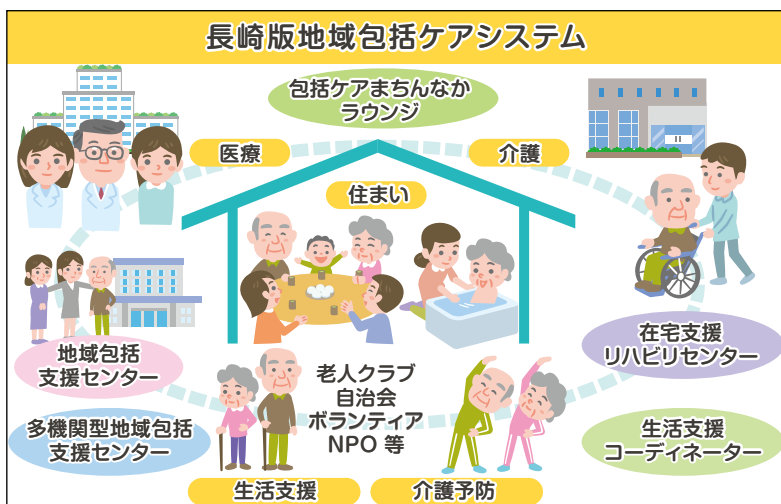 長崎版地域包括ケアシステム
包括ケアまちんなか
ラウンジ
医療
介護
住まい
地域包括
支援センター
在宅支援
リハビリセンター
老人クラブ
自治会
ボランティア
NPO 等
多機関型地域包括
支援センター
生活支援
コーディネーター
生活支援
介護予防